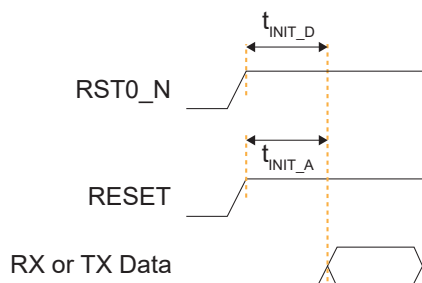 tINIT_D
RST0_N
tINIT_A
RESET
RX or TX Data